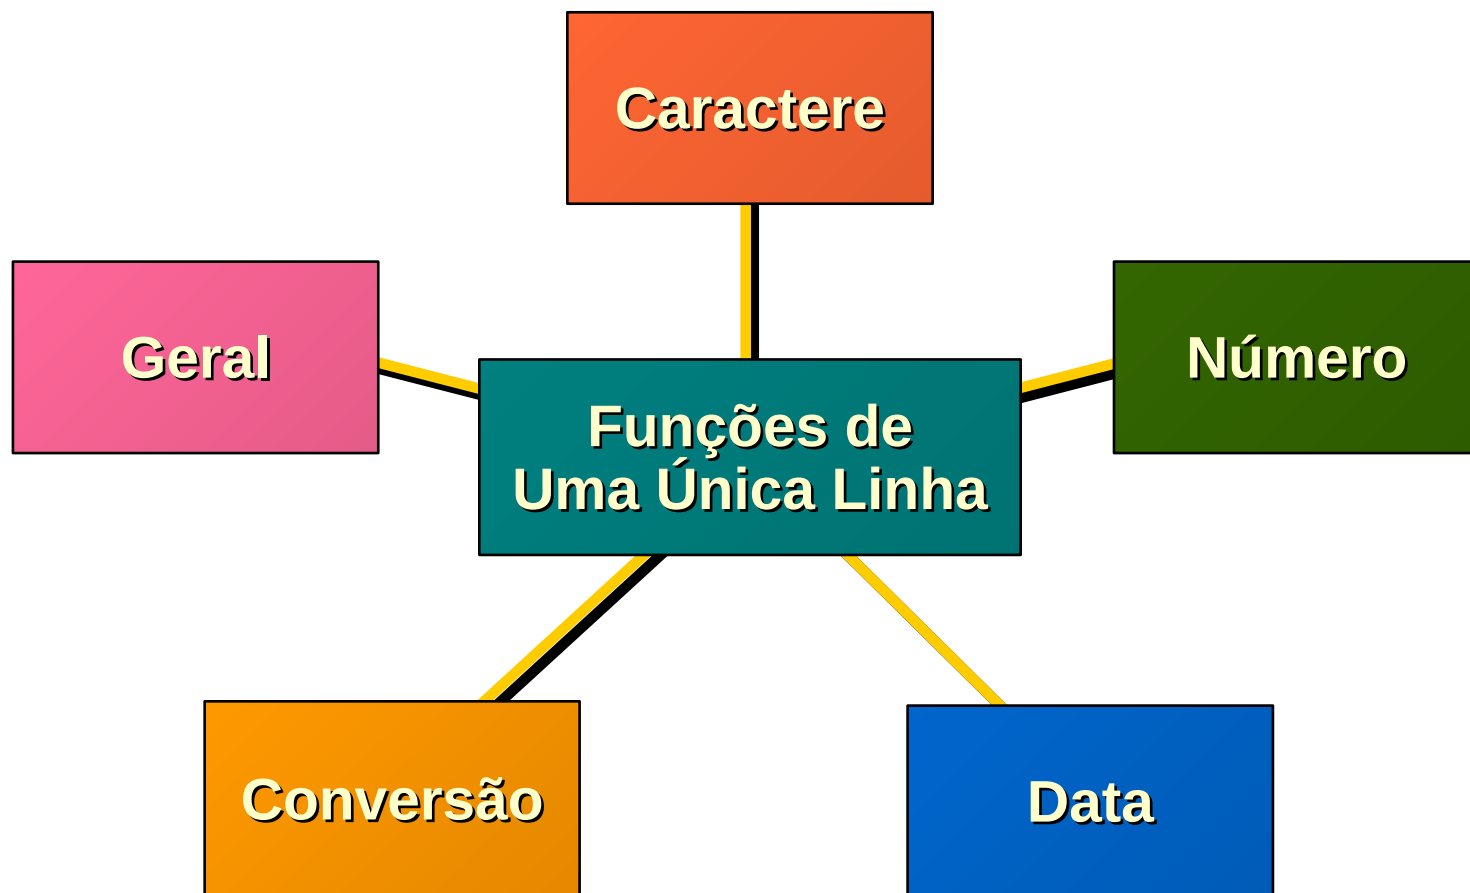 Caractere
Geral
Número
Funções de
Uma Única Linha
Conversão
Data